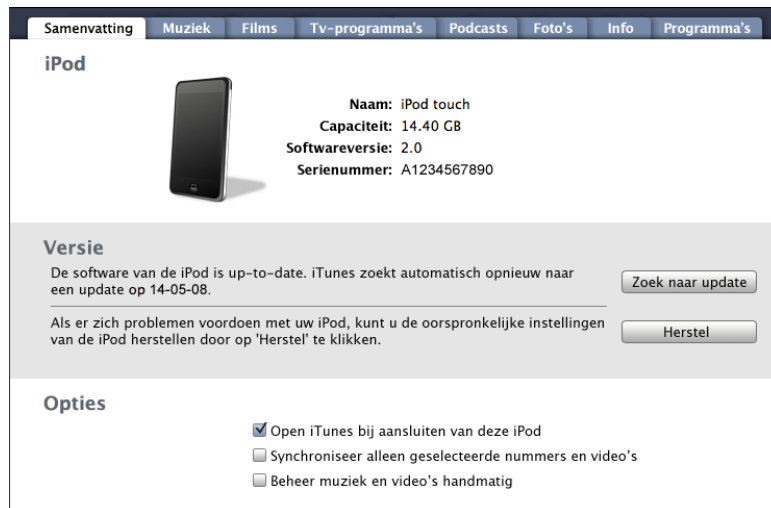 Samenvatting Muziek Films Tv-programma's Podcasts Foto's Info Programma's
iPod
Naam: iPod touch
Capaciteit: 14.40 GB
Softwareversie: 2.0
Serienummer: A1234567890
Versie
De software van de iPod is up-to-date. iTunes zoekt automatisch opnieuw naar
een update op 14-05-08.
Zoek naar update
Als er zich problemen voordoen met uw iPod, kunt u de oorspronkelijke instellingen
van de iPod herstellen door op 'Herstel' te klikken.
Herstel
Opties
Open iTunes bij aansluiten van deze iPod
Synchroniseer alleen geselecteerde nummers en video's
Beheer muziek en video's handmatig